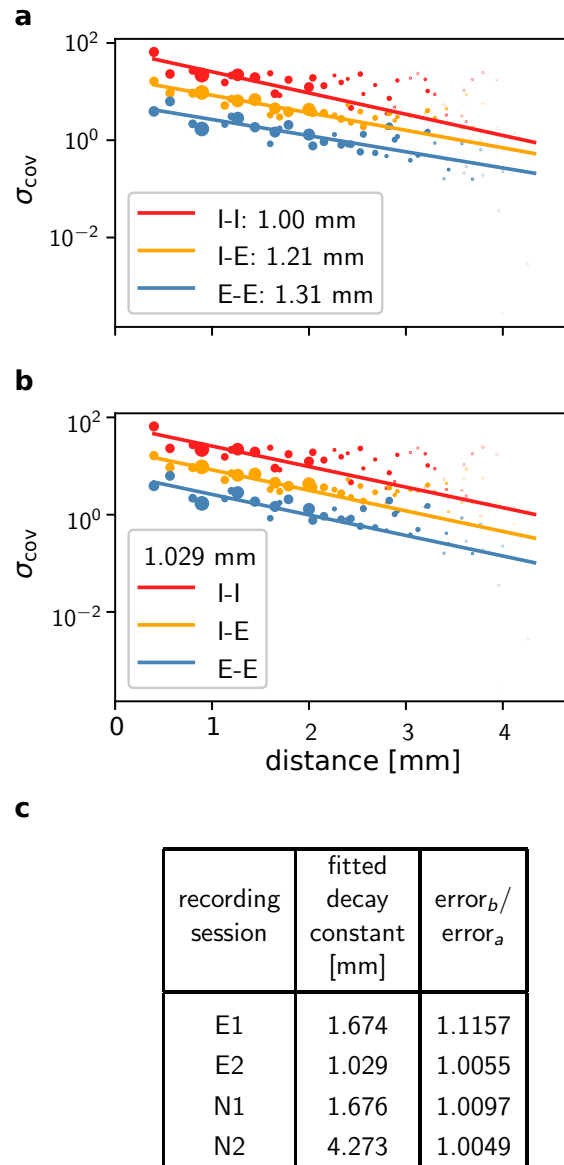 a
10²
10⁰
10⁻²
σcov
I-I: 1.00 mm
I-E: 1.21 mm
E-E: 1.31 mm
b
10²
10⁰
10⁻²
σcov
1.029 mm
I-I
I-E
E-E
0 1 2 3 4
distance [mm]
c
recording session
fitted decay constant [mm]
error_b/ error_a
E1 1.674 1.1157
E2 1.029 1.0055
N1 1.676 1.0097
N2 4.273 1.0049